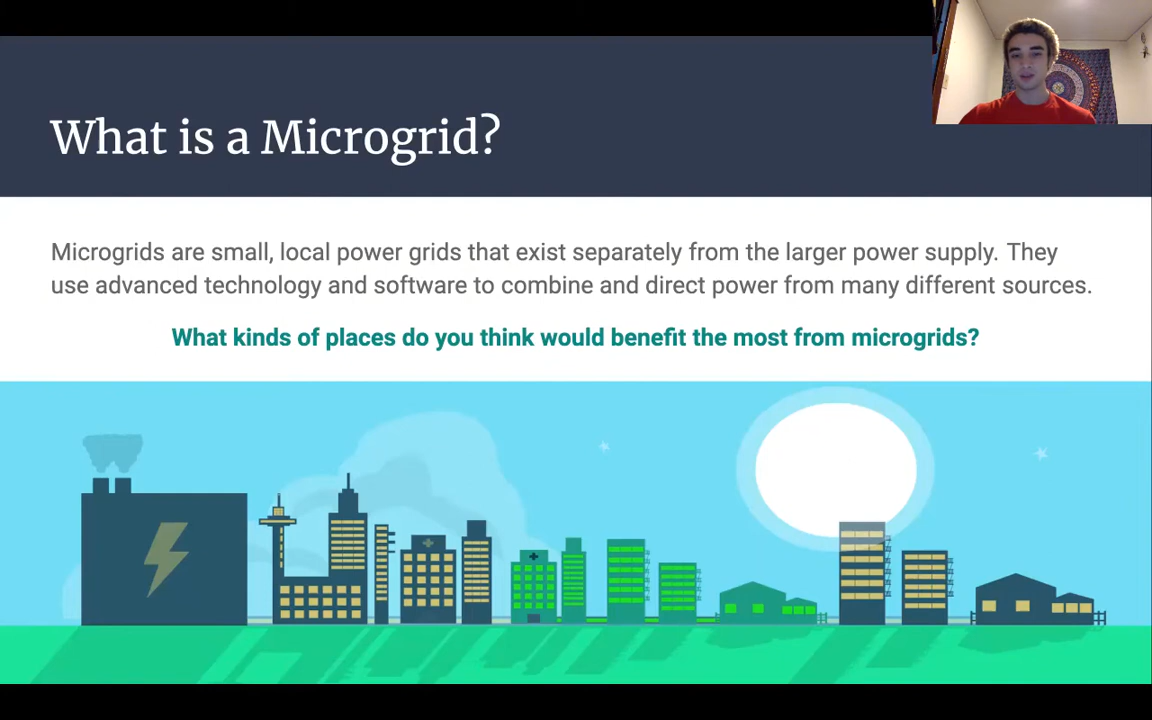 What is a Microgrid?
Microgrids are small, local power grids that exist separately from the larger power supply. They
use advanced technology and software to combine and direct power from many different sources.
What kinds of places do you think would benefit the most from microgrids?